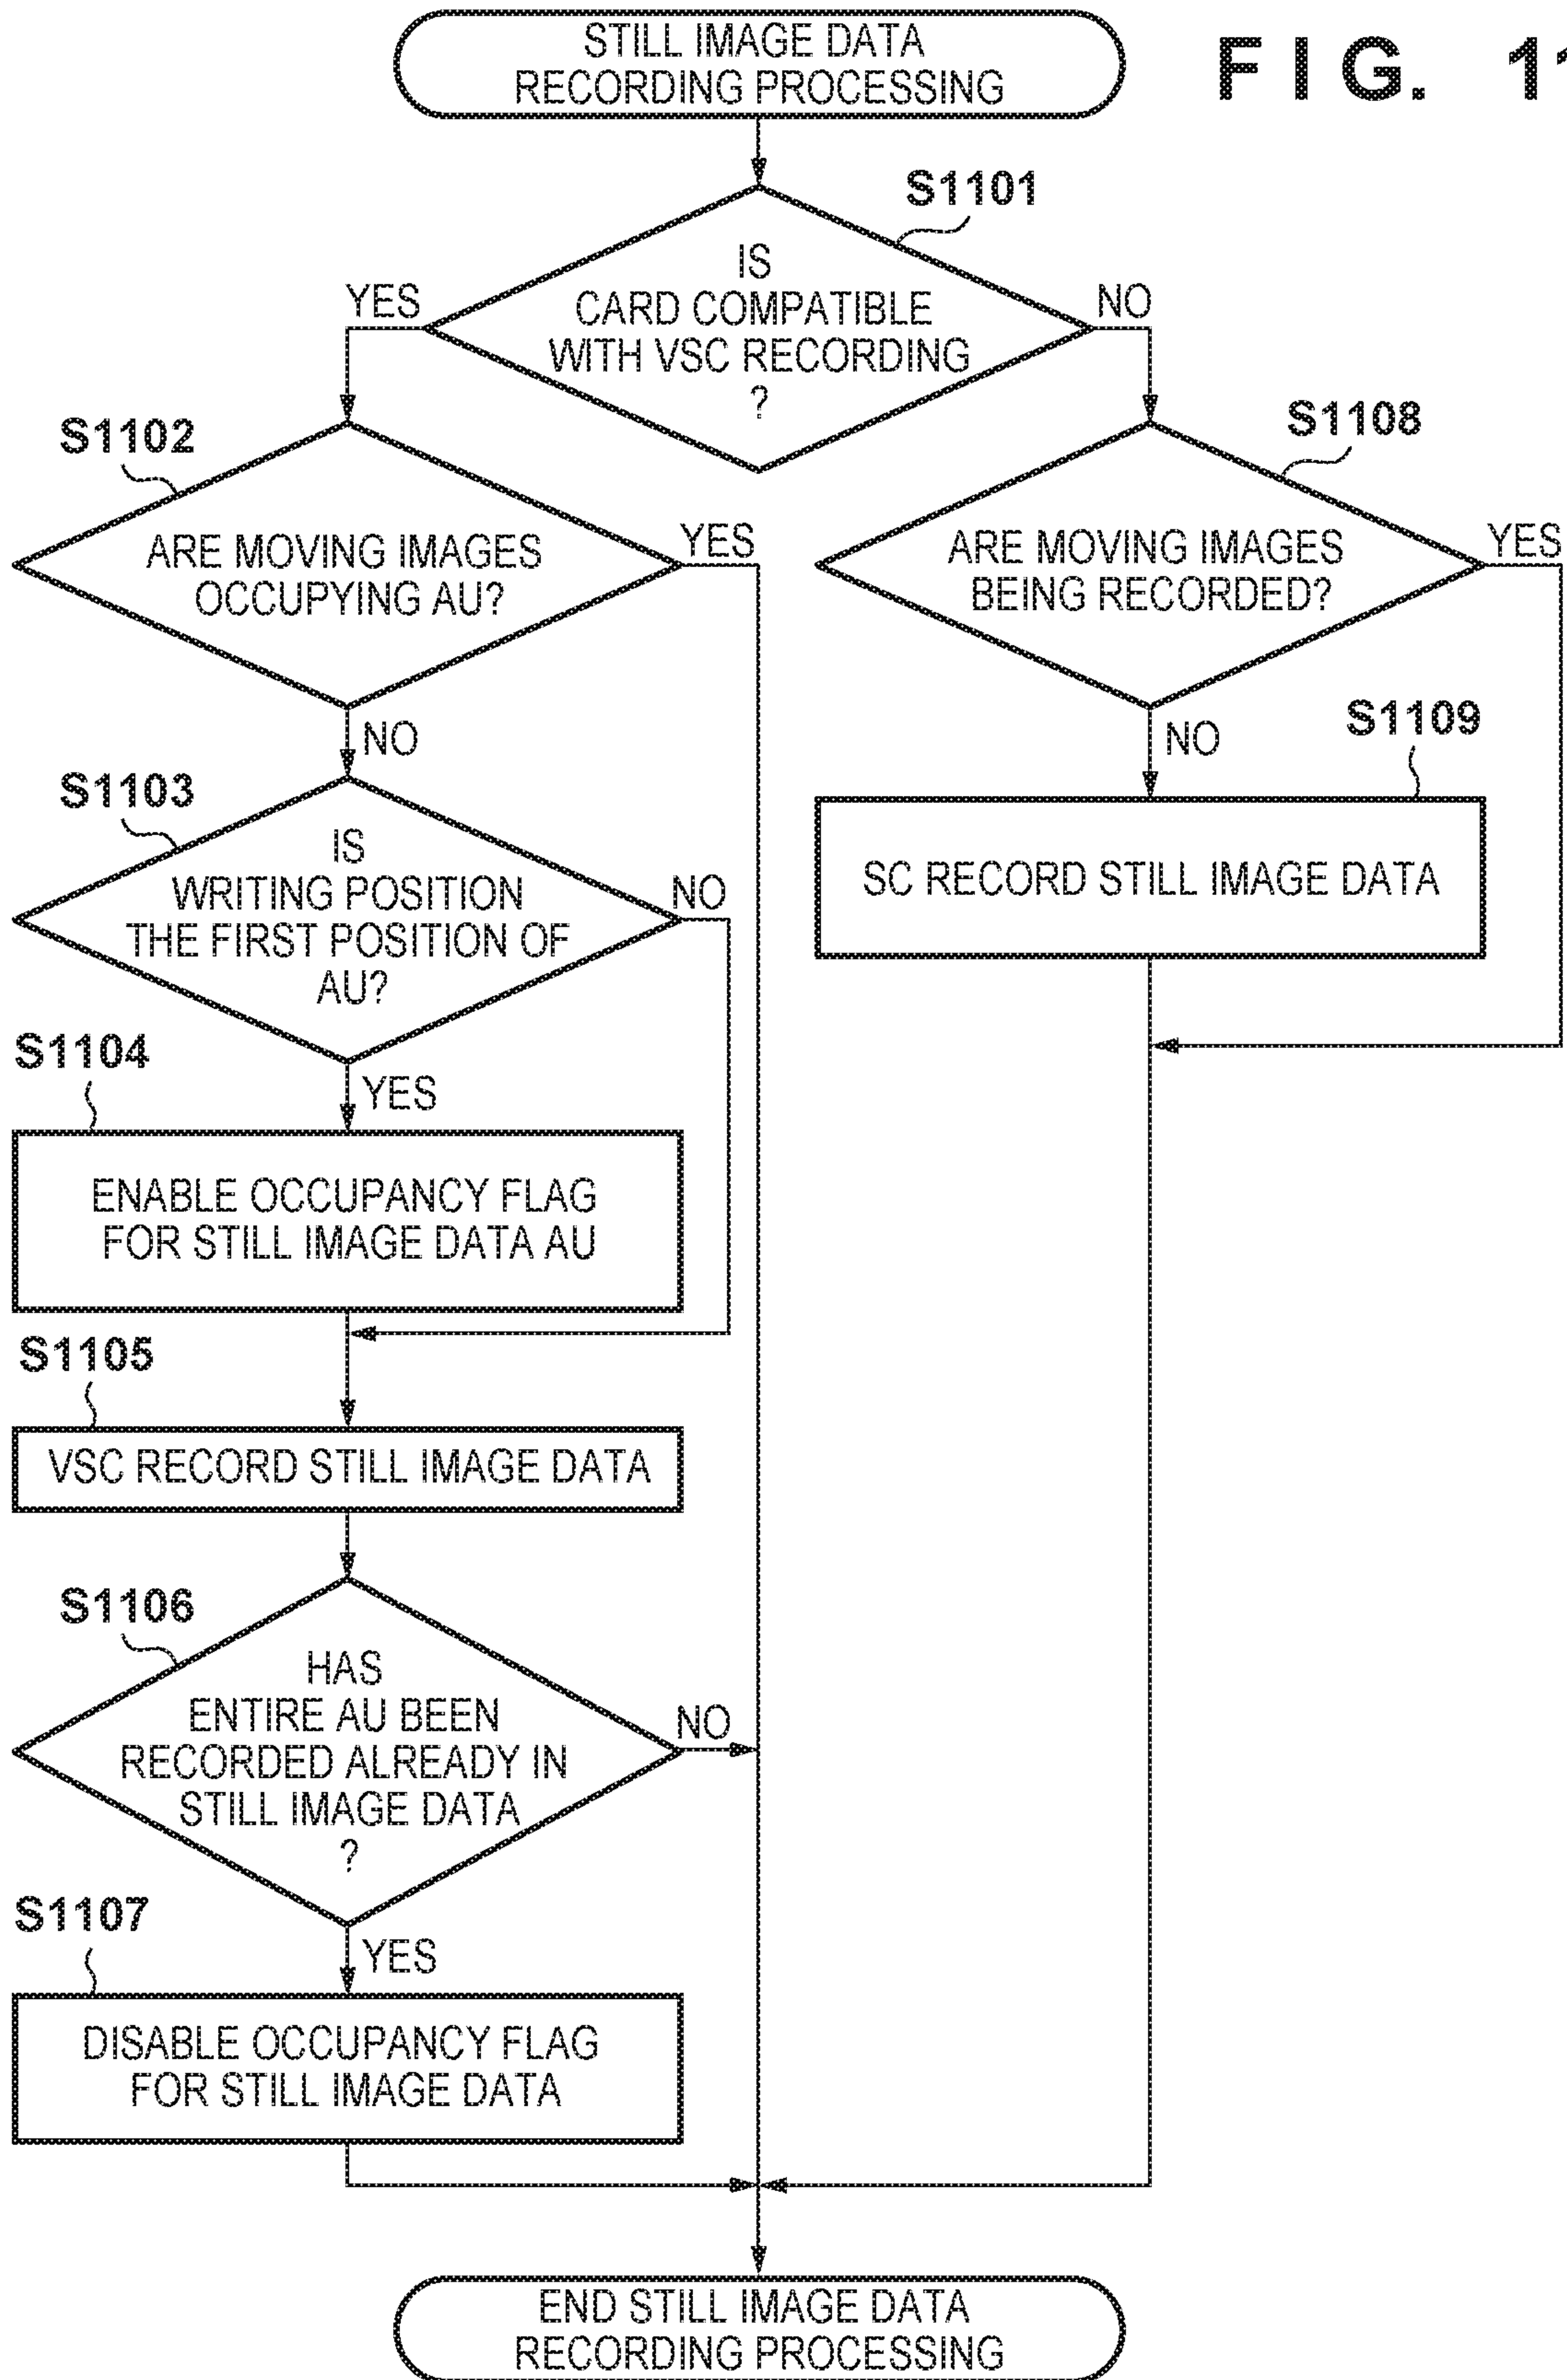 STILL IMAGE DATA
RECORDING PROCESSING
F I G. 11
S1101
IS
CARD COMPATIBLE
WITH VSC RECORDING
?
YES
NO
S1102
ARE MOVING IMAGES
OCCUPYING AU?
YES
NO
S1108
ARE MOVING IMAGES
BEING RECORDED?
YES
NO
S1103
IS
WRITING POSITION
THE FIRST POSITION OF
AU?
NO
YES
S1109
SC RECORD STILL IMAGE DATA
S1104
ENABLE OCCUPANCY FLAG
FOR STILL IMAGE DATA AU
S1105
VSC RECORD STILL IMAGE DATA
S1106
HAS
ENTIRE AU BEEN
RECORDED ALREADY IN
STILL IMAGE DATA
?
NO
YES
S1107
DISABLE OCCUPANCY FLAG
FOR STILL IMAGE DATA
END STILL IMAGE DATA
RECORDING PROCESSING